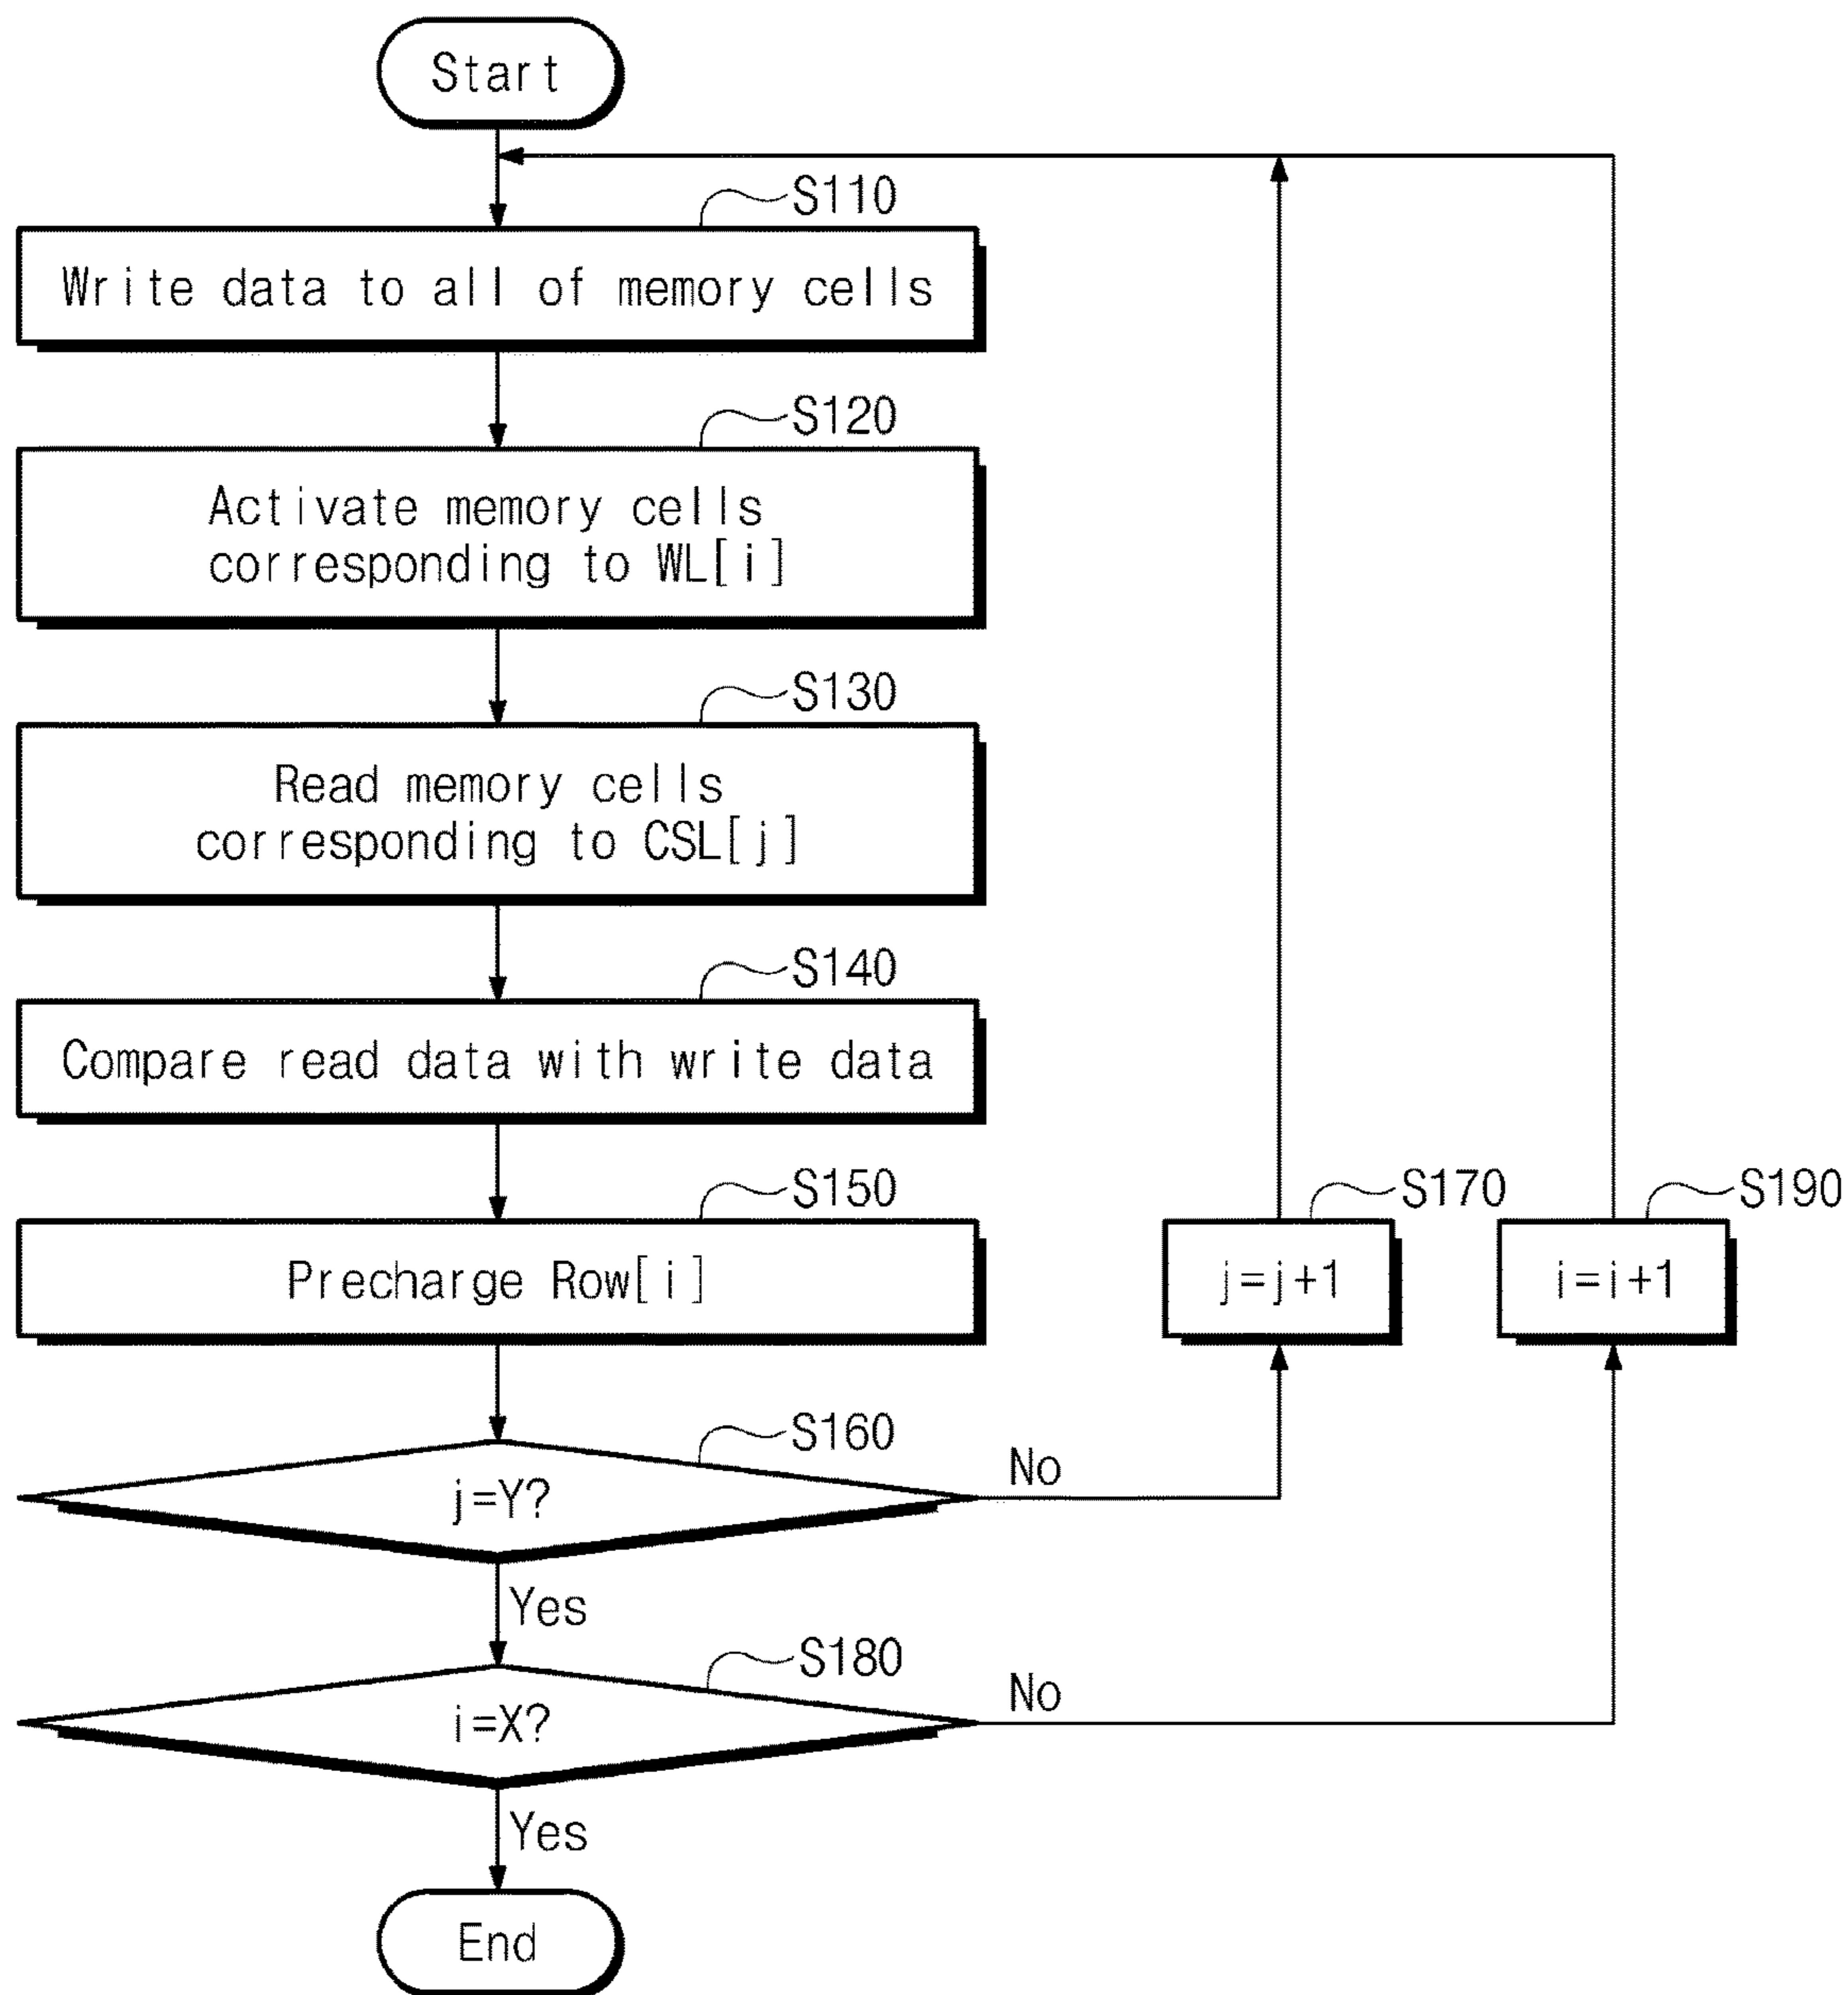 Start
S110
Write data to all of memory cells
S120
Activate memory cells
corresponding to WL[i]
S130
Read memory cells
corresponding to CSL[j]
S140
Compare read data with write data
S150
Precharge Row[i]
S170
j=j+1
S190
i=i+1
S160
j=Y?
No
Yes
S180
i=X?
No
Yes
End